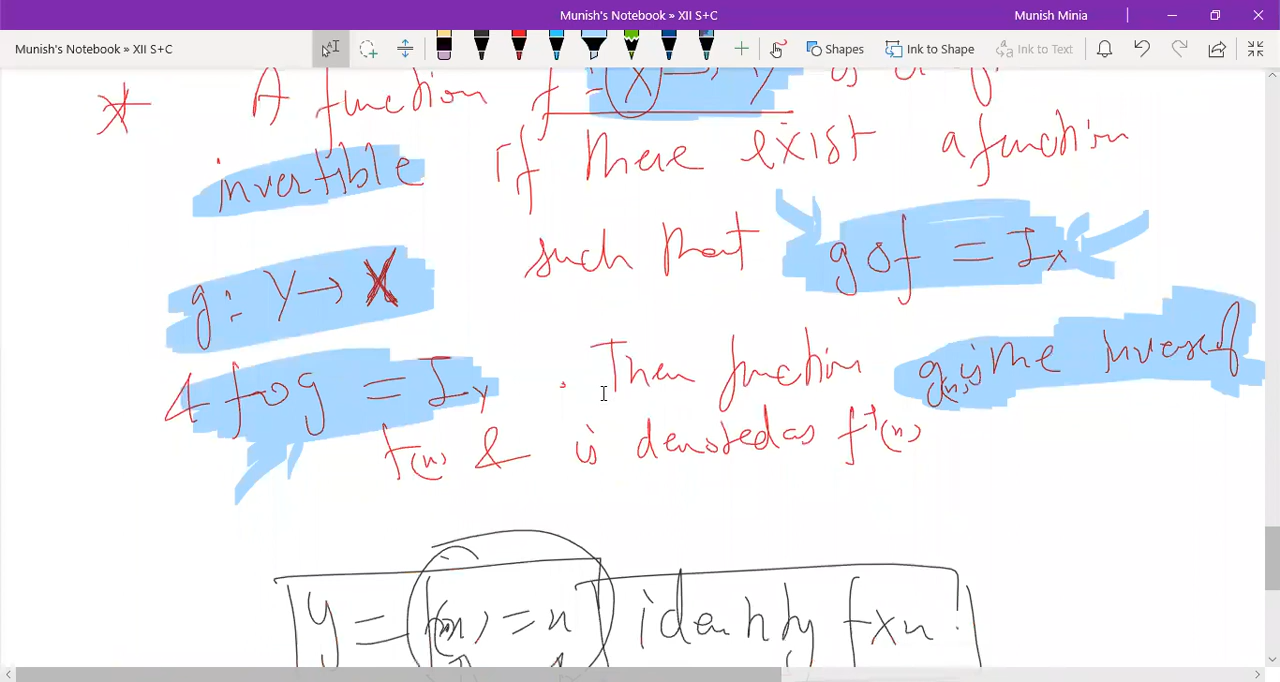 Munish's Notebook » XII S+C
Munish Minia
Munish's Notebook » XII S+C
Shapes Ink to Shape Ink to Text
A function f : X → Y is
invertible if there exist a function
g : Y → X such that gof = Ix
& fog = Iy . Then function g(x) is the inverse of
f(x) & is denoted as f⁻¹(x)
y = f(x) = x identity fxn!